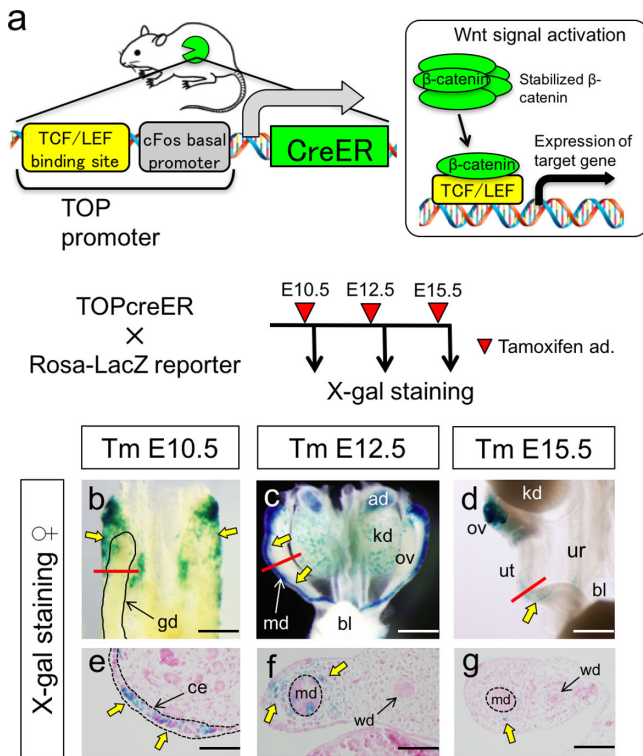 a
Wnt signal activation
β-catenin
Stabilized β-
catenin
β-catenin
TCF/LEF
Expression of
target gene
TCF/LEF
binding site
cFos basal
promoter
CreER
TOP
promoter
TOPcreER
×
Rosa-LacZ reporter
E10.5 E12.5 E15.5
Tamoxifen ad.
X-gal staining
Tm E10.5
Tm E12.5
Tm E15.5
X-gal staining ♀
b
gd
c
ad
kd
ov
md
bl
d
kd
ov
ur
ut
bl
e
ce
f
md
wd
g
md
wd